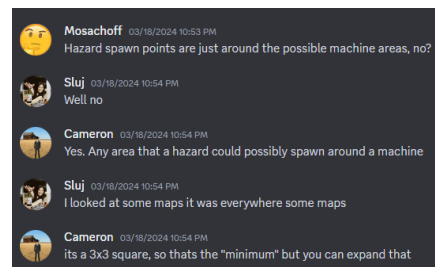 Mosachoff 03/18/2024 10:53 PM
Hazard spawn points are just around the possible machine areas, no?
Sluj 03/18/2024 10:54 PM
Well no
Cameron 03/18/2024 10:54 PM
Yes. Any area that a hazard could possibly spawn around a machine
Sluj 03/18/2024 10:54 PM
I looked at some maps it was everywhere some maps
Cameron 03/18/2024 10:54 PM
its a 3x3 square, so thats the "minimum" but you can expand that